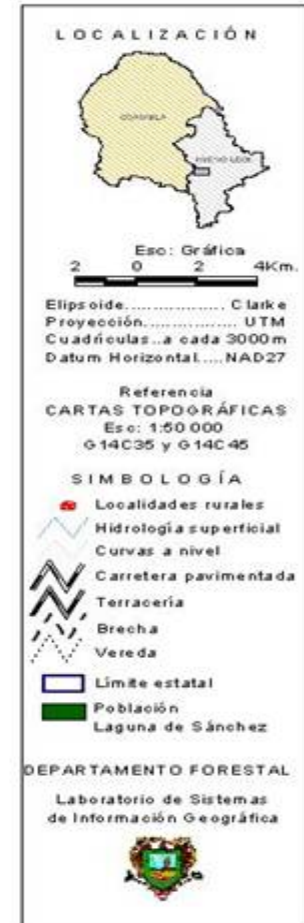 LOCALIZACIÓN
COAHUILA
NUEVO LEON
Esc: Gráfica
2 0 2 4Km.
Elipsoide.................. Clarke
Proyección................ UTM
Cuadrículas..a cada 3000m
Datum Horizontal....NAD27
Referencia
CARTAS TOPOGRÁFICAS
Esc: 1:50 000
G14C35 y G14C45
SIMBOLOGÍA
Localidades rurales
Hidrología superficial
Curvas a nivel
Carretera pavimentada
Terracería
Brecha
Vereda
Límite estatal
Población
Laguna de Sánchez
DEPARTAMENTO FORESTAL
Laboratorio de Sistemas
de Información Geográfica